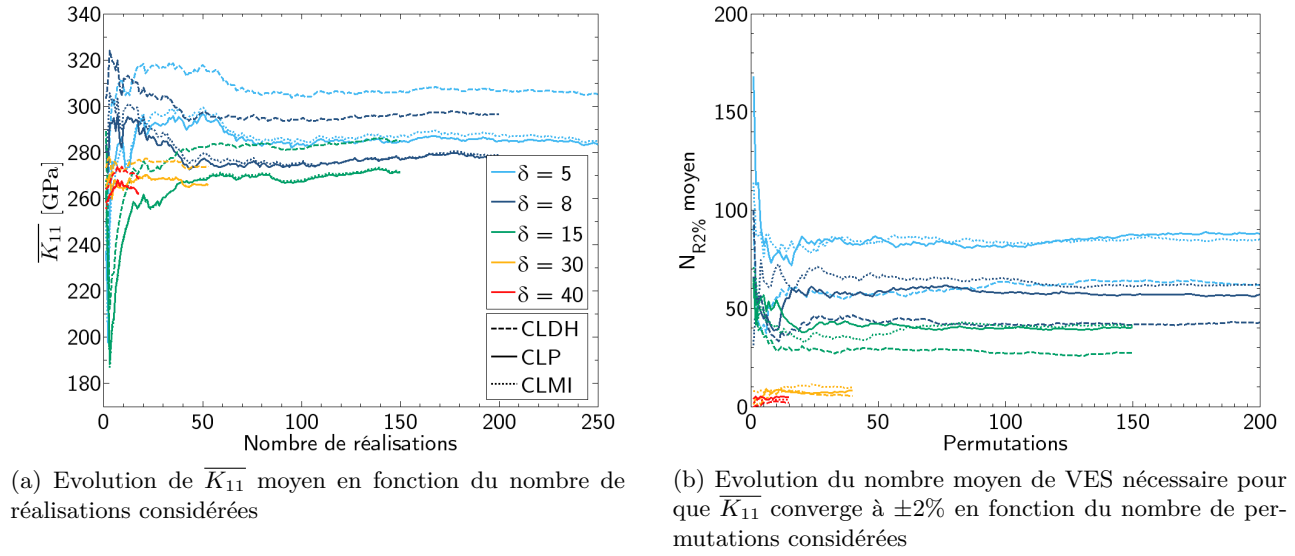 340
320
300
280
260
240
220
200
180
0
50
100
150
200
250
K11 [GPa]
Nombre de réalisations
δ = 5
δ = 8
δ = 15
δ = 30
δ = 40
CLDH
CLP
CLMI
(a) Evolution de K11 moyen en fonction du nombre de
réalisations considérées
200
150
100
50
0
0
50
100
150
200
NR2% moyen
Permutations
(b) Evolution du nombre moyen de VES nécessaire pour
que K11 converge à ±2% en fonction du nombre de per-
mutations considérées